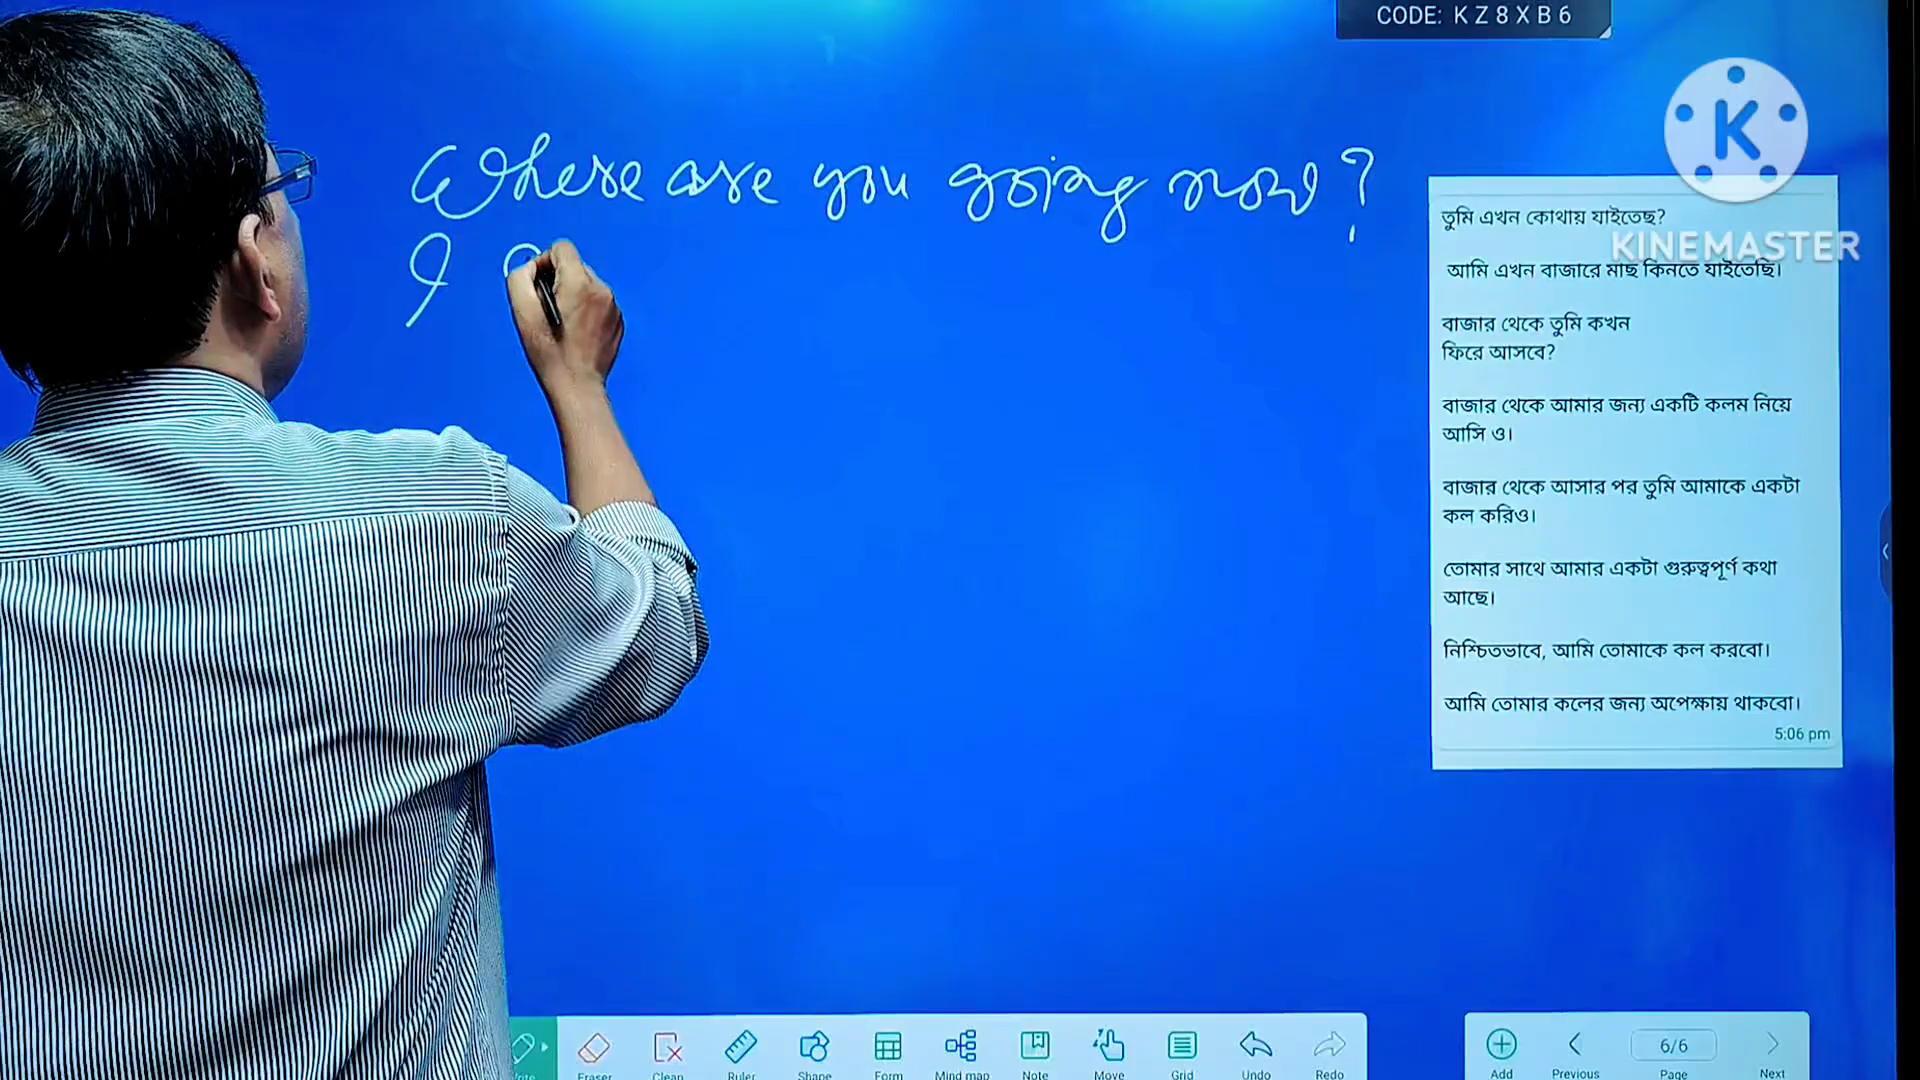 CODE: K Z 8 X B 6
K
KINEMASTER
Where are you going now?
I
তুমি এখন কোথায় যাইতেছ?
আমি এখন বাজারে মাছ কিনতে যাইতেছি।
বাজার থেকে তুমি কখন
ফিরে আসবে?
বাজার থেকে আমার জন্য একটি কলম নিয়ে
আসি ও।
বাজার থেকে আসার পর তুমি আমাকে একটা
কল করিও।
তোমার সাথে আমার একটা গুরুত্বপূর্ণ কথা
আছে।
নিশ্চিতভাবে, আমি তোমাকে কল করবো।
আমি তোমার কলের জন্য অপেক্ষায় থাকবো।
5:06 pm
Eraser Clean Ruler Shape Form Mind map Note Move Grid Undo Redo
6/6
Add Previous Page Next